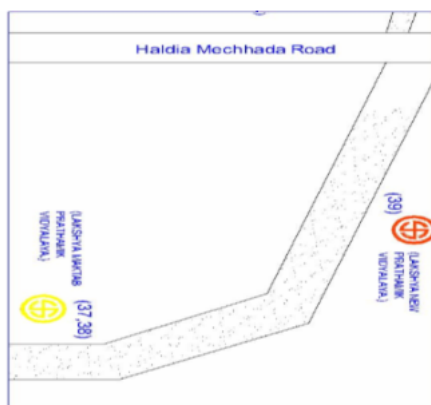 Haldia Mechhada Road
(39)
(LAKSHYA NEW
PRATHAMIK
VIDYALAYA.)
(LAKSHYA MAKTAB
PRATHAMIK
VIDYALAYA.)
(37,38)